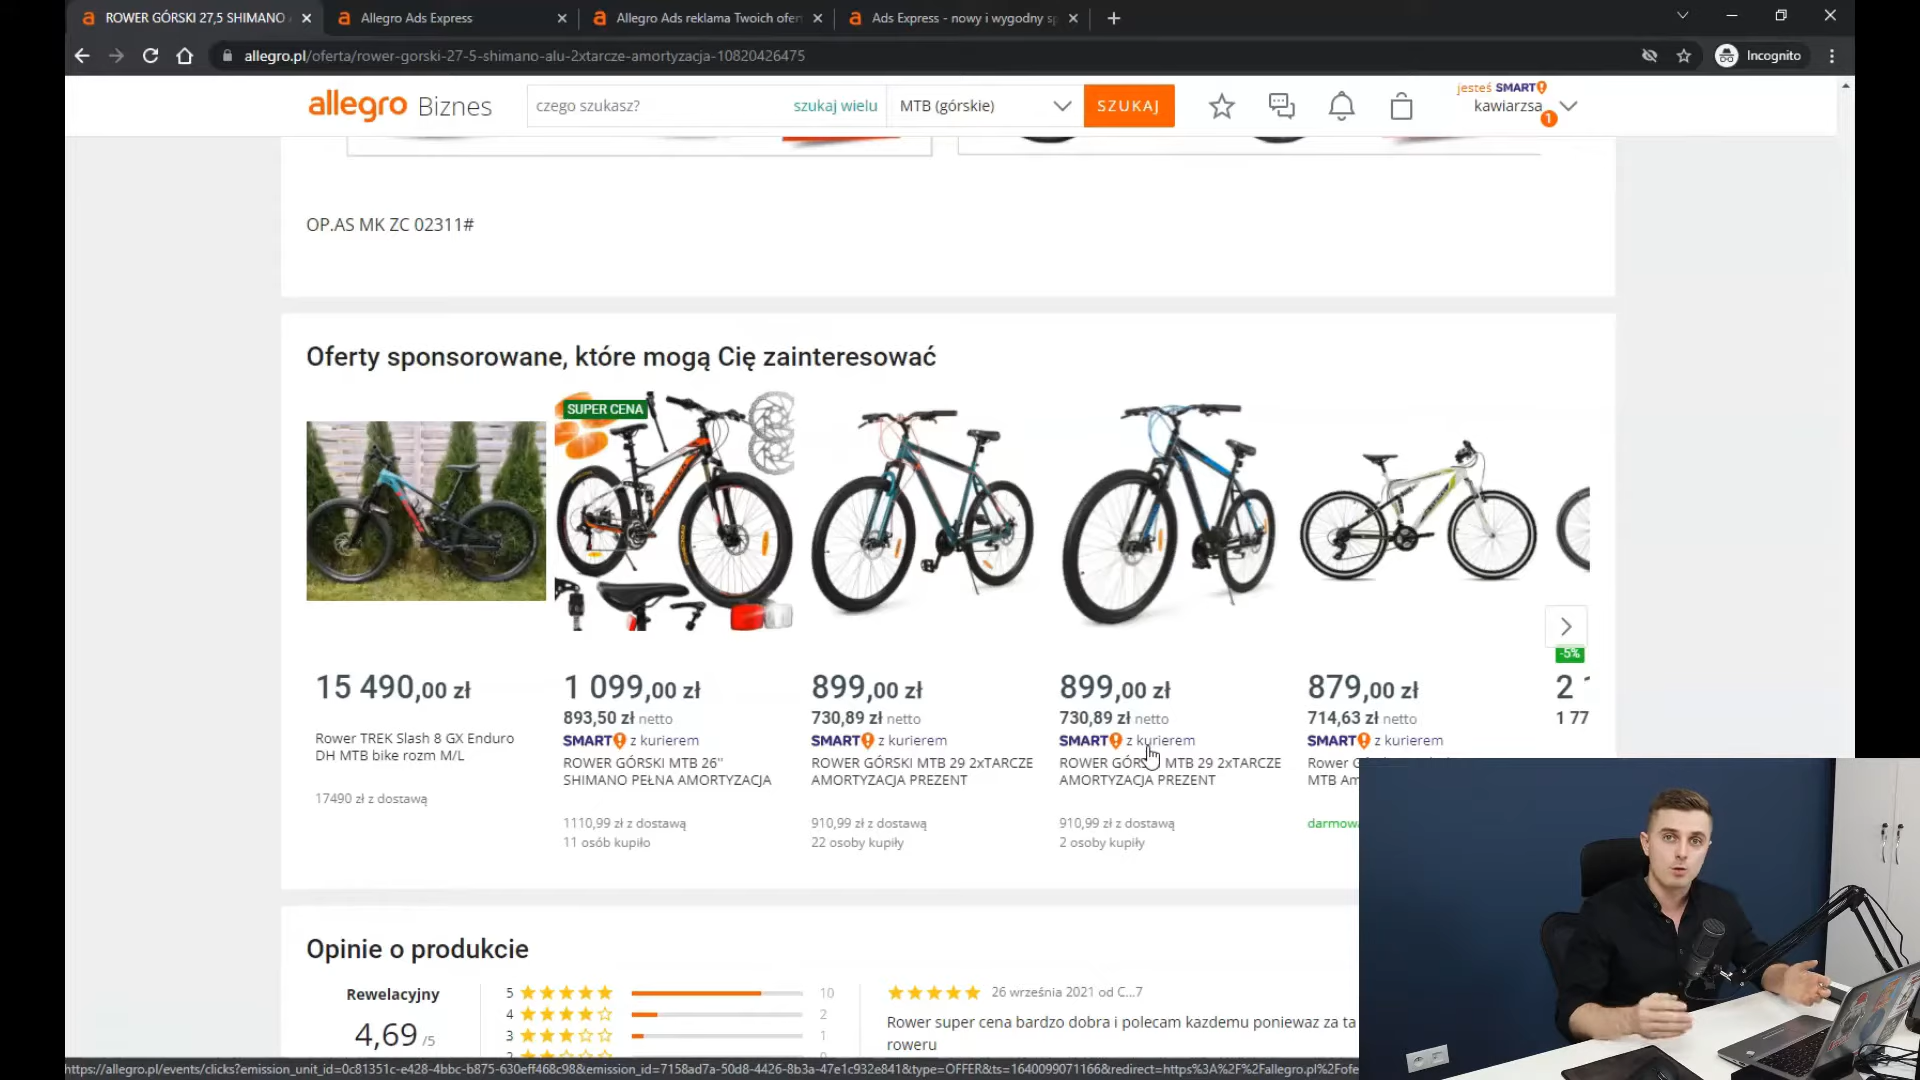 ROWER GÓRSKI 27,5 SHIMANO
Allegro Ads Express
Allegro Ads reklama Twoich ofer
Ads Express - nowy i wygodny
allegro.pl/oferta/rower-gorski-27-5-shimano-alu-2xtarcze-amortyzacja-10820426475
Incognito
allegro Biznes
czego szukasz?
szukaj wielu
MTB (górskie)
SZUKAJ
jesteś SMART!
kawiarzsa
1
OP.AS MK ZC 02311#
Oferty sponsorowane, które mogą Cię zainteresować
SUPER CENA
15 490,00 zł
Rower TREK Slash 8 GX Enduro
DH MTB bike rozm M/L
17490 zł z dostawą
1 099,00 zł
893,50 zł netto
SMART! z kurierem
ROWER GÓRSKI MTB 26"
SHIMANO PEŁNA AMORTYZACJA
1110,99 zł z dostawą
11 osób kupiło
899,00 zł
730,89 zł netto
SMART! z kurierem
ROWER GÓRSKI MTB 29 2xTARCZE
AMORTYZACJA PREZENT
910,99 zł z dostawą
22 osoby kupiły
899,00 zł
730,89 zł netto
SMART! z kurierem
ROWER GÓRSKI MTB 29 2xTARCZE
AMORTYZACJA PREZENT
910,99 zł z dostawą
2 osoby kupiły
879,00 zł
714,63 zł netto
SMART! z kurierem
Rower
MTB
-5%
2
1 77
Opinie o produkcie
Rewelacyjny
4,69 /5
5 10
4 2
3 1
2
26 września 2021 od C...7
Rower super cena bardzo dobra i polecam kazdemu poniewaz za ta
roweru
https://allegro.pl/events/clicks?emission_unit_id=0c81351c-e428-4bbc-b875-630eff468c98&emission_id=7158ad7a-50d8-4426-8b3a-47e1c932e841&type=OFFER&ts=1640099071166&redirect=https%3A%2F%2Fallegro.pl%2Fofe